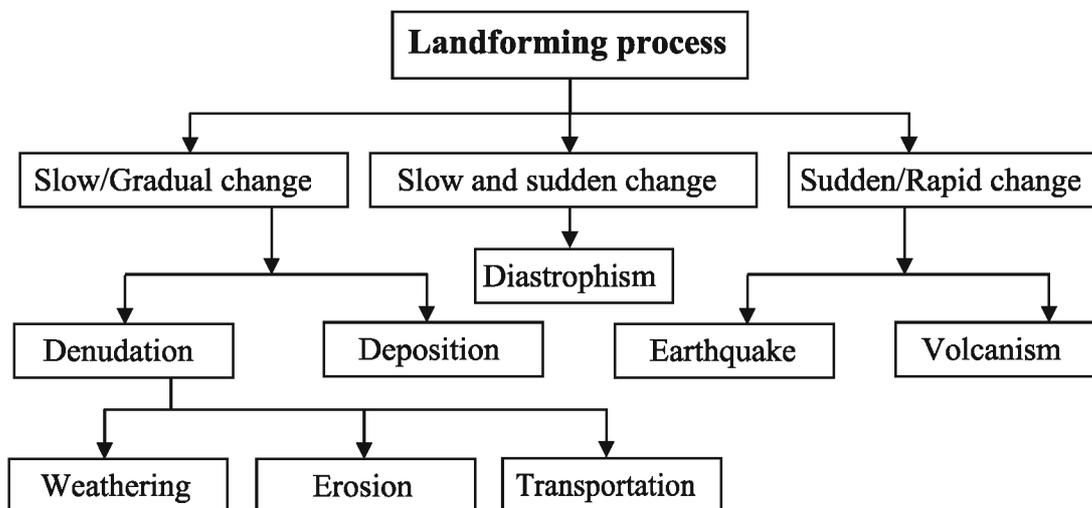 Landforming process
Slow/Gradual change
Slow and sudden change
Sudden/Rapid change
Diastrophism
Denudation
Deposition
Earthquake
Volcanism
Weathering
Erosion
Transportation